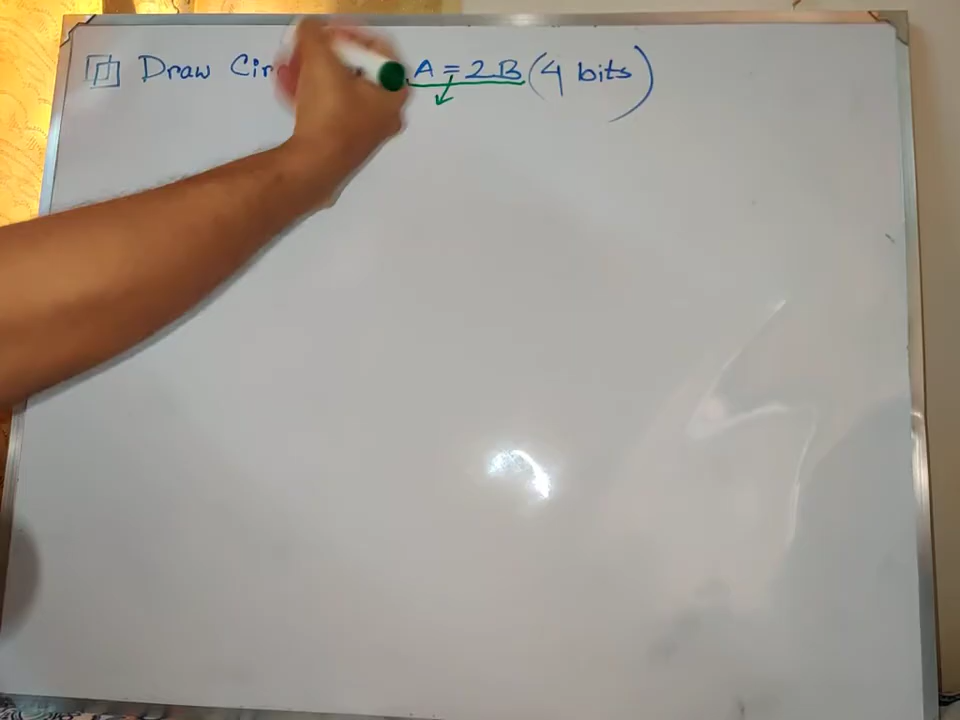 Draw Cir A = 2B (4 bits)